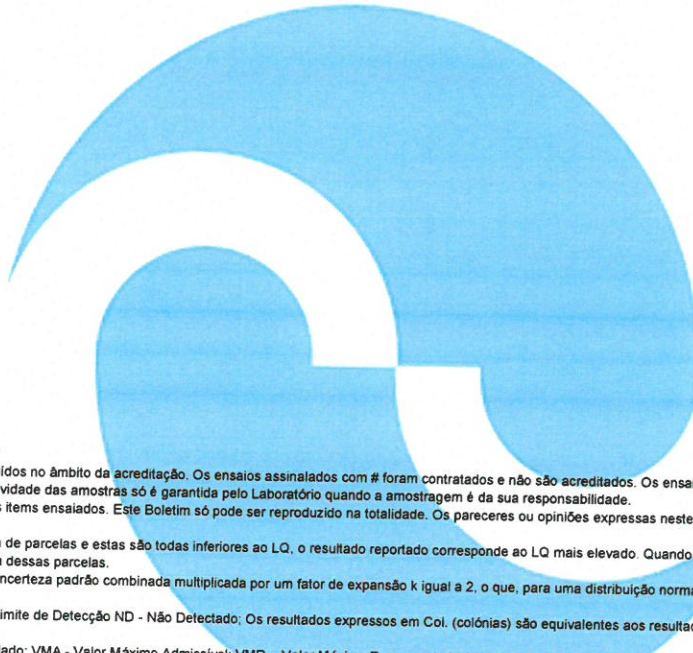 ídos no âmbito da acreditação. Os ensaios assinalados com # foram contratados e não são acreditados. Os ensai
vidade das amostras só é garantida pelo Laboratório quando a amostragem é da sua responsabilidade.
s items ensaiados. Este Boletim só pode ser reproduzido na totalidade. Os pareceres ou opiniões expressas neste
de parcelas e estas são todas inferiores ao LQ, o resultado reportado corresponde ao LQ mais elevado. Quando
dessas parcelas.
ncerteza padrão combinada multiplicada por um fator de expansão k igual a 2, o que, para uma distribuição norma
imite de Detecção ND - Não Detectado; Os resultados expressos em Col. (colónias) são equivalentes aos resultad